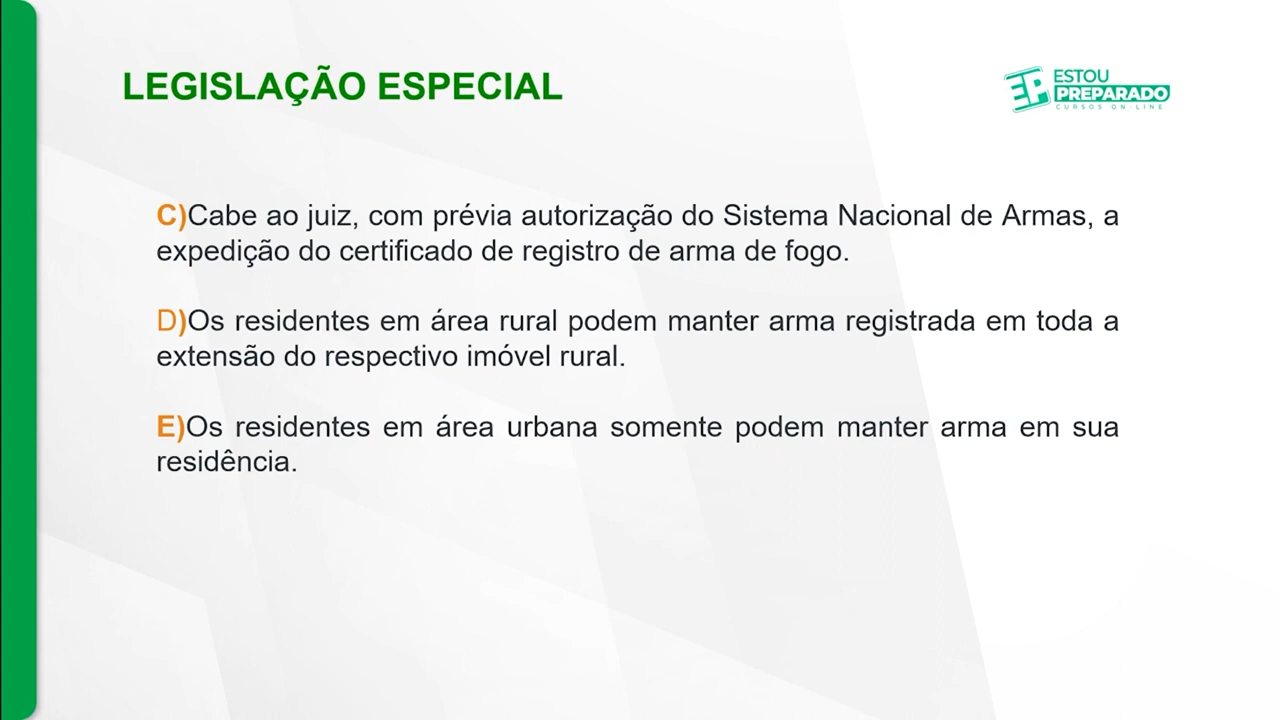 LEGISLAÇÃO ESPECIAL
ESTOU
PREPARADO
CURSOS ON-LINE
C)Cabe ao juiz, com prévia autorização do Sistema Nacional de Armas, a
expedição do certificado de registro de arma de fogo.
D)Os residentes em área rural podem manter arma registrada em toda a
extensão do respectivo imóvel rural.
E)Os residentes em área urbana somente podem manter arma em sua
residência.